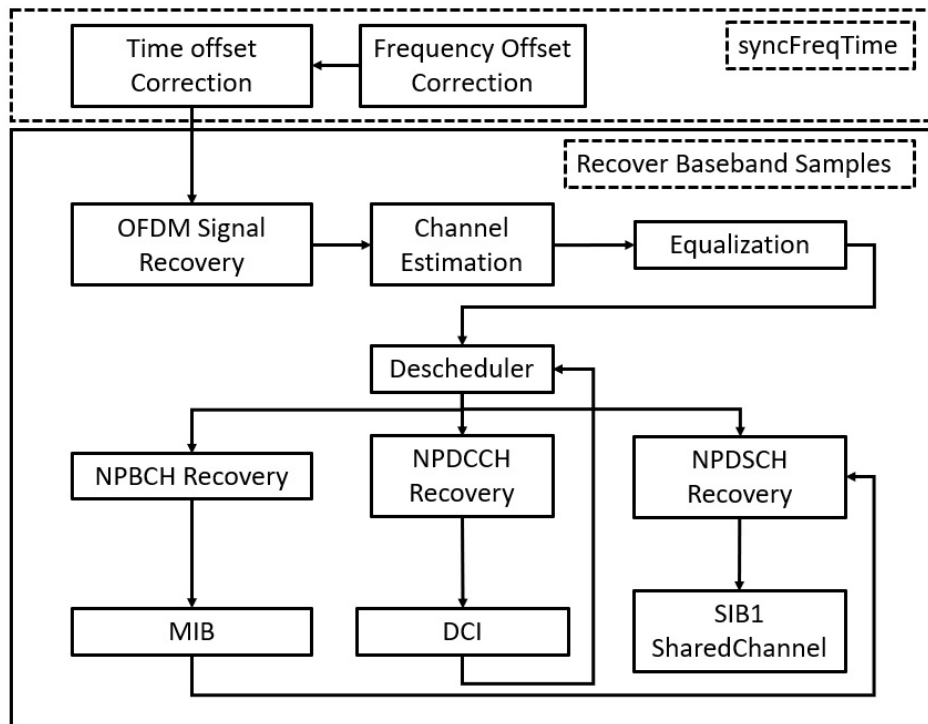 Time offset
Correction
Frequency Offset
Correction
syncFreqTime
Recover Baseband Samples
OFDM Signal
Recovery
Channel
Estimation
Equalization
Descheduler
NPBCH Recovery
NPDCCH
Recovery
NPDSCH
Recovery
MIB
DCI
SIB1
SharedChannel